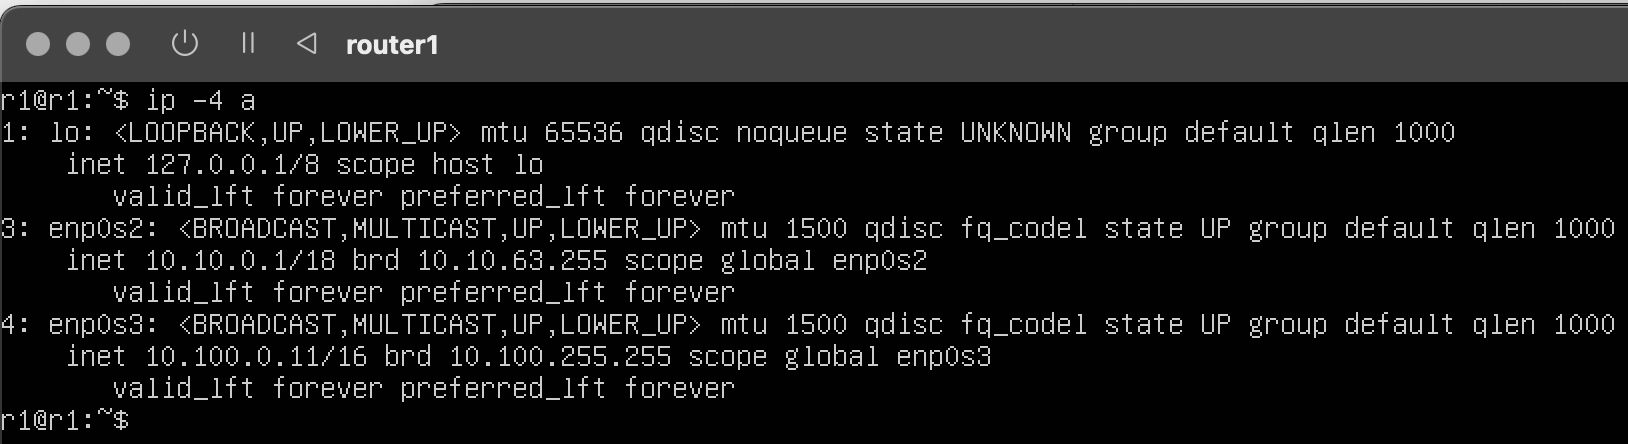 router1
r1@r1:~$ ip -4 a
1: lo: <LOOPBACK,UP,LOWER_UP> mtu 65536 qdisc noqueue state UNKNOWN group default qlen 1000
    inet 127.0.0.1/8 scope host lo
       valid_lft forever preferred_lft forever
3: enp0s2: <BROADCAST,MULTICAST,UP,LOWER_UP> mtu 1500 qdisc fq_codel state UP group default qlen 1000
    inet 10.10.0.1/18 brd 10.10.63.255 scope global enp0s2
       valid_lft forever preferred_lft forever
4: enp0s3: <BROADCAST,MULTICAST,UP,LOWER_UP> mtu 1500 qdisc fq_codel state UP group default qlen 1000
    inet 10.100.0.11/16 brd 10.100.255.255 scope global enp0s3
       valid_lft forever preferred_lft forever
r1@r1:~$